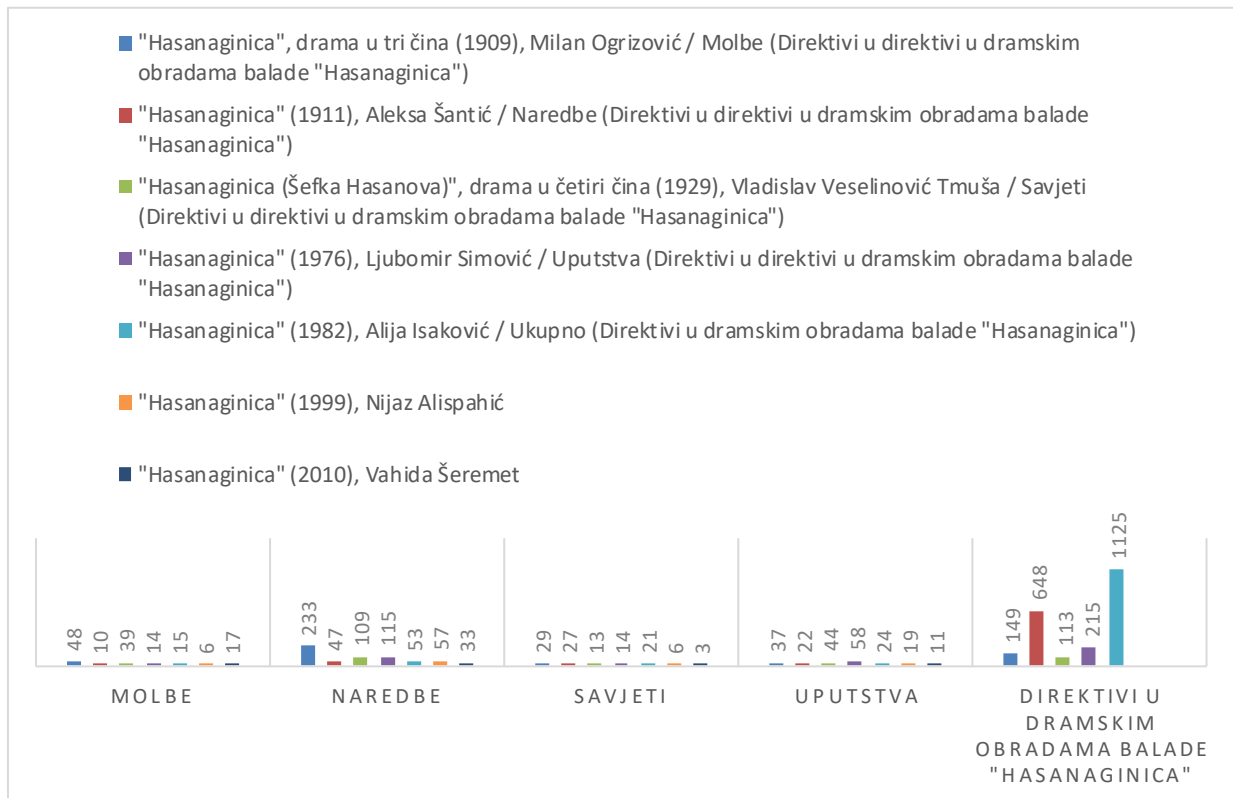 "Hasanaginica", drama u tri čina (1909), Milan Ogrizović / Molbe (Direktivi u direktivi u dramskim
obradama balade "Hasanaginica")
"Hasanaginica" (1911), Aleksa Šantić / Naredbe (Direktivi u direktivi u dramskim obradama balade
"Hasanaginica")
"Hasanaginica (Šefka Hasanova)", drama u četiri čina (1929), Vladislav Veselinović Tmuša / Savjeti
(Direktivi u direktivi u dramskim obradama balade "Hasanaginica")
"Hasanaginica" (1976), Ljubomir Simović / Uputstva (Direktivi u direktivi u dramskim obradama balade
"Hasanaginica")
"Hasanaginica" (1982), Alija Isaković / Ukupno (Direktivi u dramskim obradama balade "Hasanaginica")
"Hasanaginica" (1999), Nijaz Alispahić
"Hasanaginica" (2010), Vahida Šeremet
48 10 39 14 15 6 17
233 47 109 115 53 57 33
29 27 13 14 21 6 3
37 22 44 58 24 19 11
149 648 113 215 1125
MOLBE
NAREDBE
SAVJETI
UPUTSTVA
DIREKTIVI U
DRAMSKIM
OBRADAMA BALADE
"HASANAGINICA"